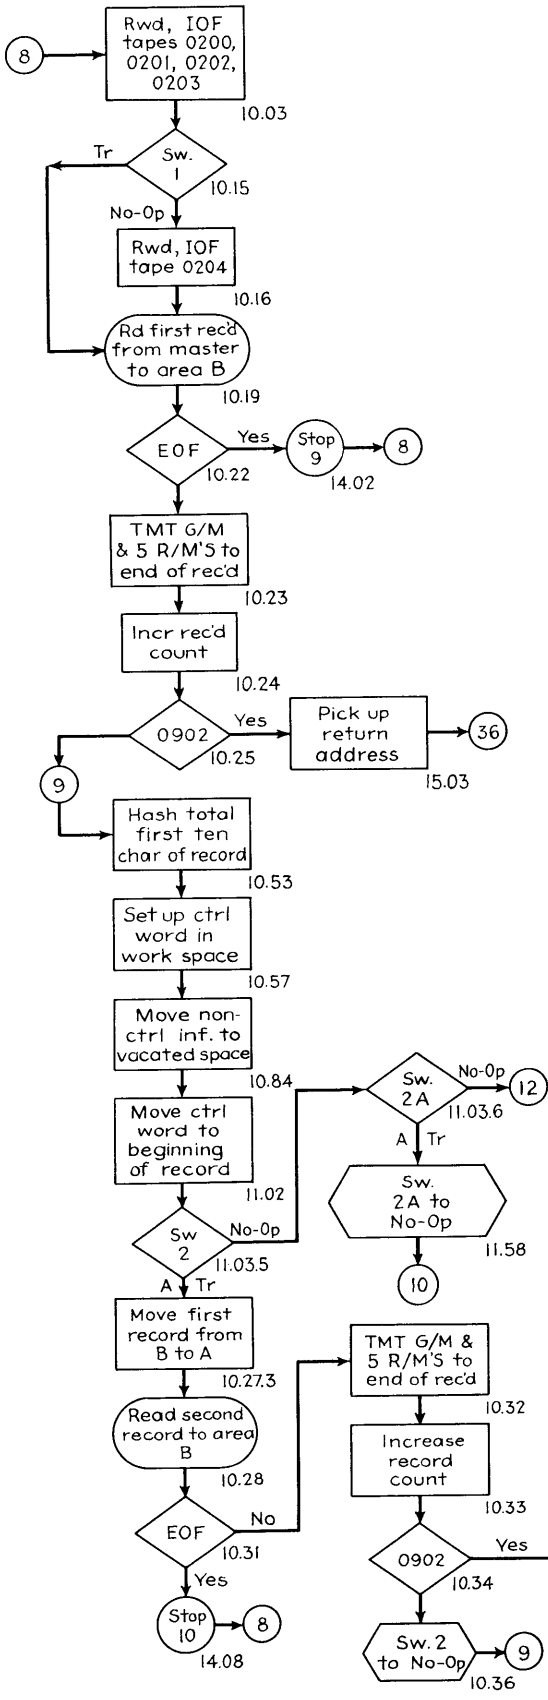 8
Rwd, IOF
tapes 0200,
0201, 0202,
0203
10.03
Tr
Sw.
1
10.15
No-Op
Rwd, IOF
tape 0204
10.16
Rd first rec'd
from master
to area B
10.19
EOF
Yes
10.22
Stop
9
14.02
8
TMT G/M
& 5 R/M'S to
end of rec'd
10.23
Incr rec'd
count
10.24
0902
Yes
10.25
Pick up
return
address
15.03
36
9
Hash total
first ten
char of record
10.53
Set up ctrl
word in
work space
10.57
Move non-
ctrl inf. to
vacated space
10.84
Move ctrl
word to
beginning
of record
11.02
Sw
2
No-Op
11.03.5
A Tr
Sw.
2A
No-Op
11.03.6
12
A Tr
Sw.
2A to
No-Op
11.58
10
Move first
record from
B to A
10.27.3
Read second
record to area
B
10.28
EOF
No
10.31
Yes
Stop
10
14.08
8
TMT G/M &
5 R/M'S to
end of rec'd
10.32
Increase
record
count
10.33
0902
Yes
10.34
Sw. 2
to No-Op
10.36
9